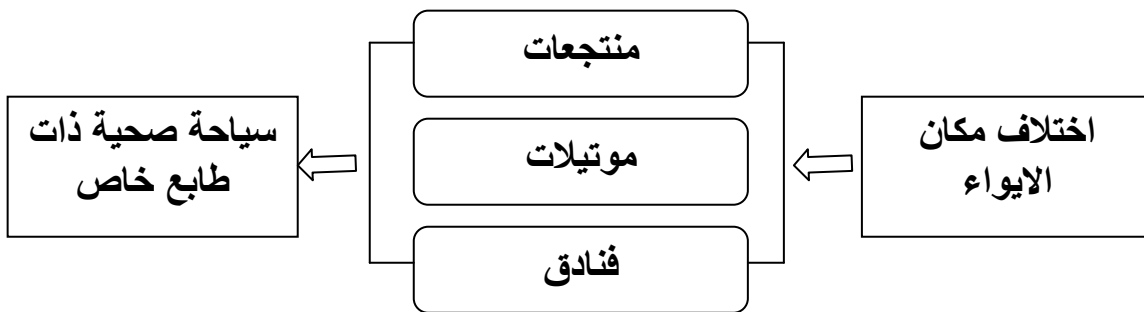 اختلاف مكان
الايواء
منتجعات
موتيلات
فنادق
سياحة صحية ذات
طابع خاص